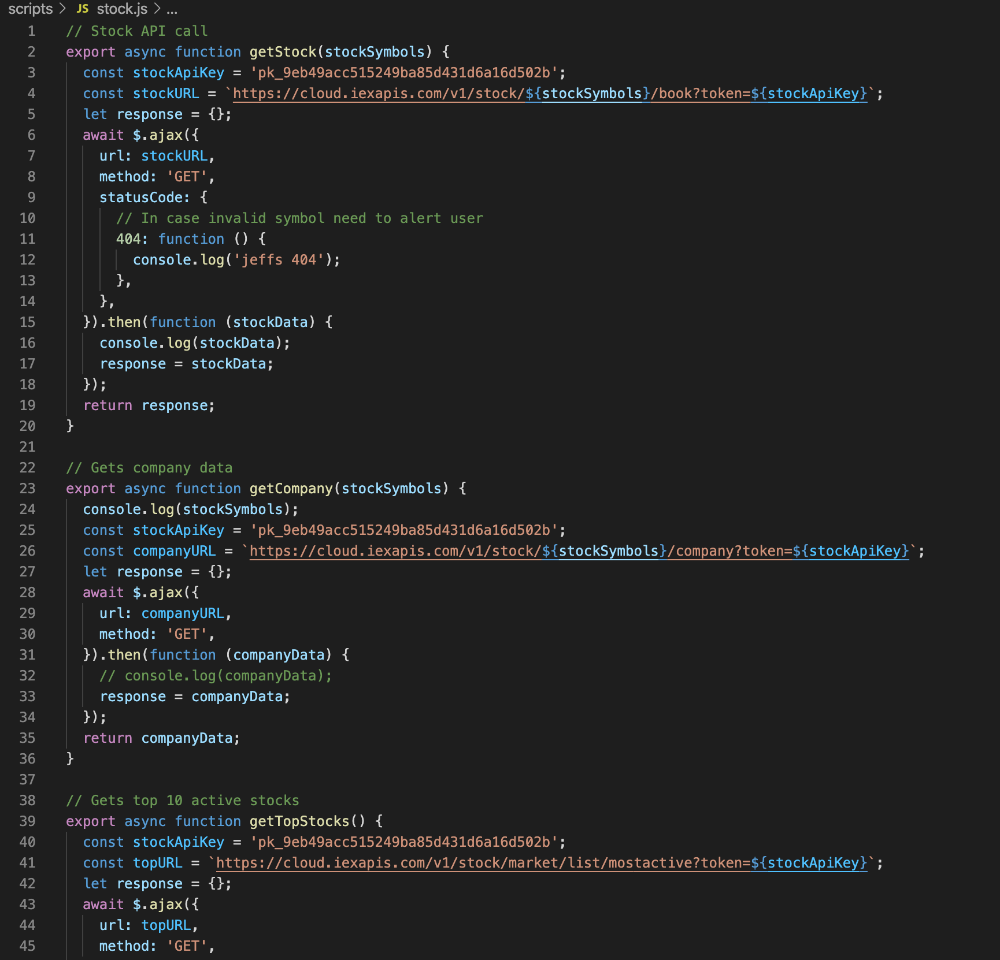 scripts > JS stock.js > ...
1 // Stock API call
2 export async function getStock(stockSymbols) {
3   const stockApiKey = 'pk_9eb49acc515249ba85d431d6a16d502b';
4   const stockURL = `https://cloud.iexapis.com/v1/stock/${stockSymbols}/book?token=${stockApiKey}`;
5   let response = {};
6   await $.ajax({
7     url: stockURL,
8     method: 'GET',
9     statusCode: {
10       // In case invalid symbol need to alert user
11       404: function () {
12         console.log('jeffs 404');
13       },
14     },
15   }).then(function (stockData) {
16     console.log(stockData);
17     response = stockData;
18   });
19   return response;
20 }
21
22 // Gets company data
23 export async function getCompany(stockSymbols) {
24   console.log(stockSymbols);
25   const stockApiKey = 'pk_9eb49acc515249ba85d431d6a16d502b';
26   const companyURL = `https://cloud.iexapis.com/v1/stock/${stockSymbols}/company?token=${stockApiKey}`;
27   let response = {};
28   await $.ajax({
29     url: companyURL,
30     method: 'GET',
31   }).then(function (companyData) {
32     // console.log(companyData);
33     response = companyData;
34   });
35   return companyData;
36 }
37
38 // Gets top 10 active stocks
39 export async function getTopStocks() {
40   const stockApiKey = 'pk_9eb49acc515249ba85d431d6a16d502b';
41   const topURL = `https://cloud.iexapis.com/v1/stock/market/list/mostactive?token=${stockApiKey}`;
42   let response = {};
43   await $.ajax({
44     url: topURL,
45     method: 'GET',